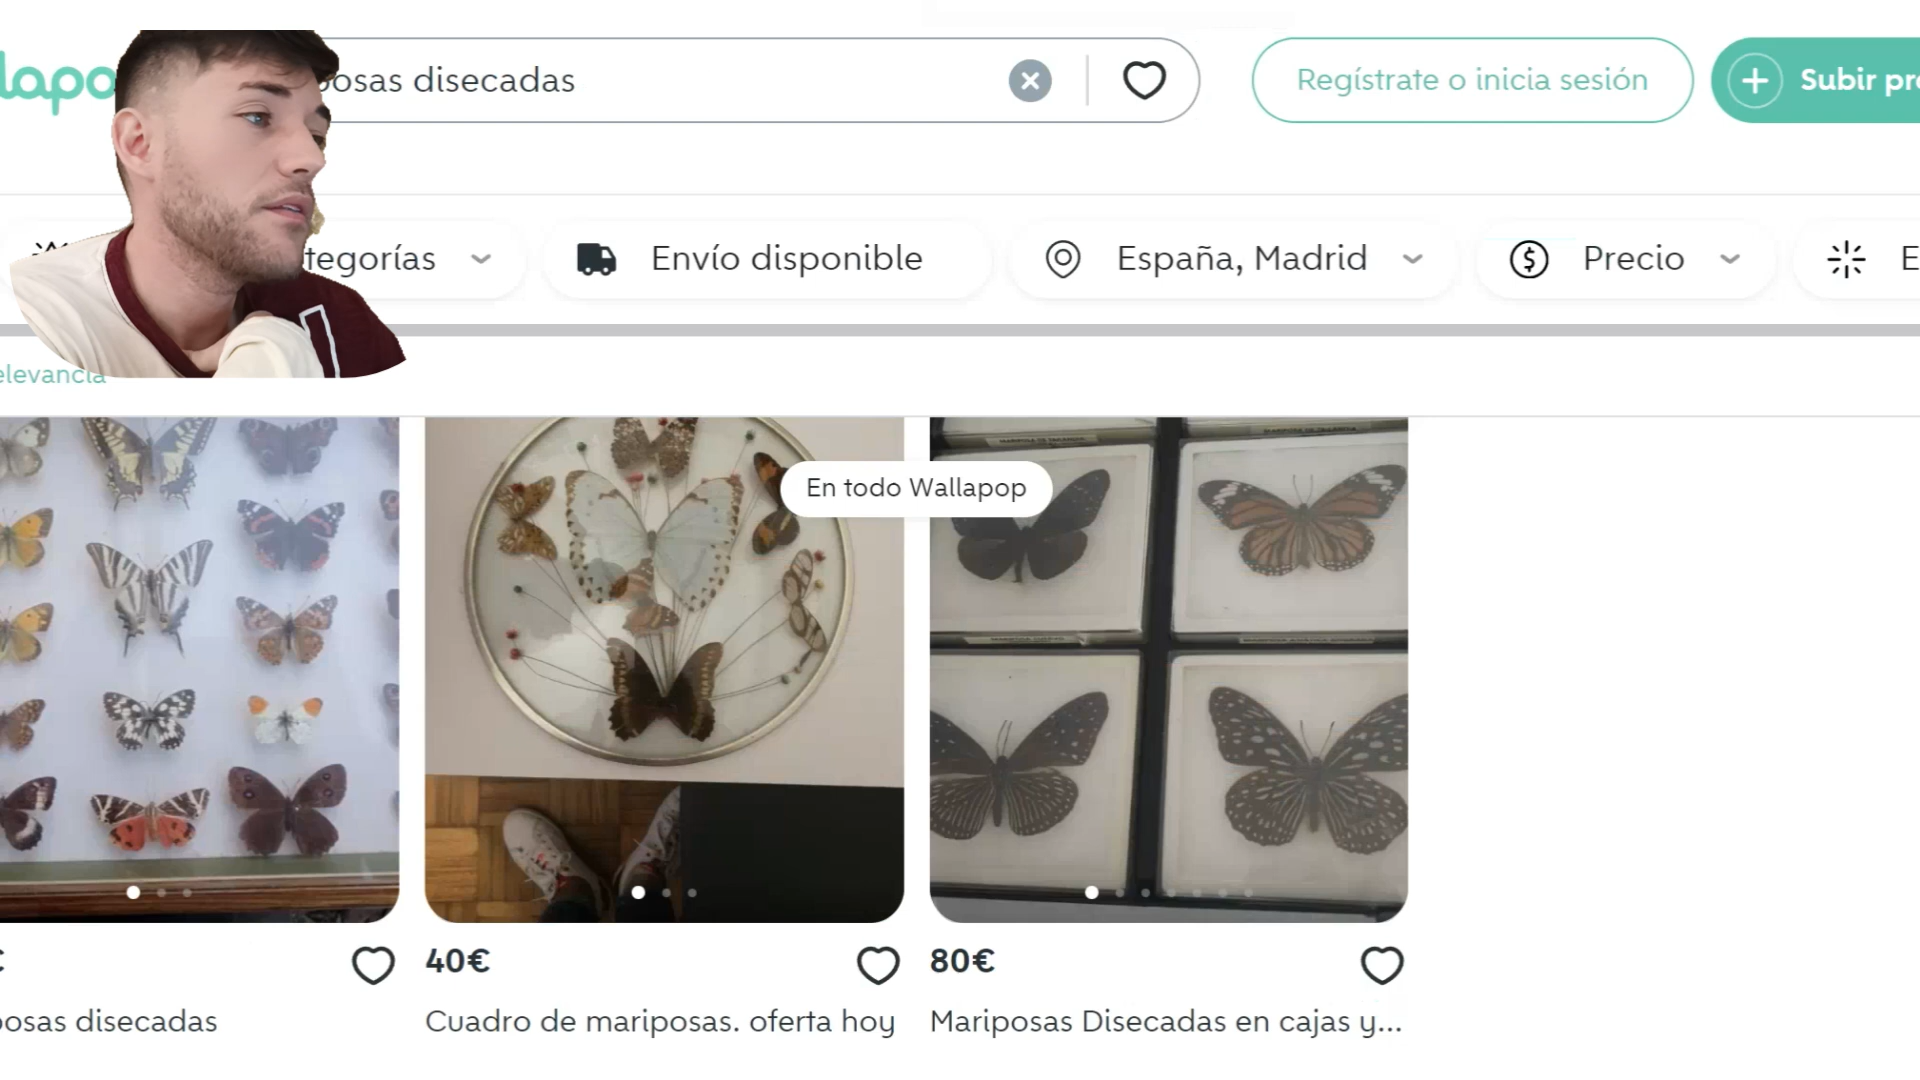 lapo
osas disecadas
Regístrate o inicia sesión
Subir pr
tegorías
Envío disponible
España, Madrid
Precio
E
elevancia
En todo Wallapop
40€
80€
osas disecadas
Cuadro de mariposas. oferta hoy
Mariposas Disecadas en cajas y...